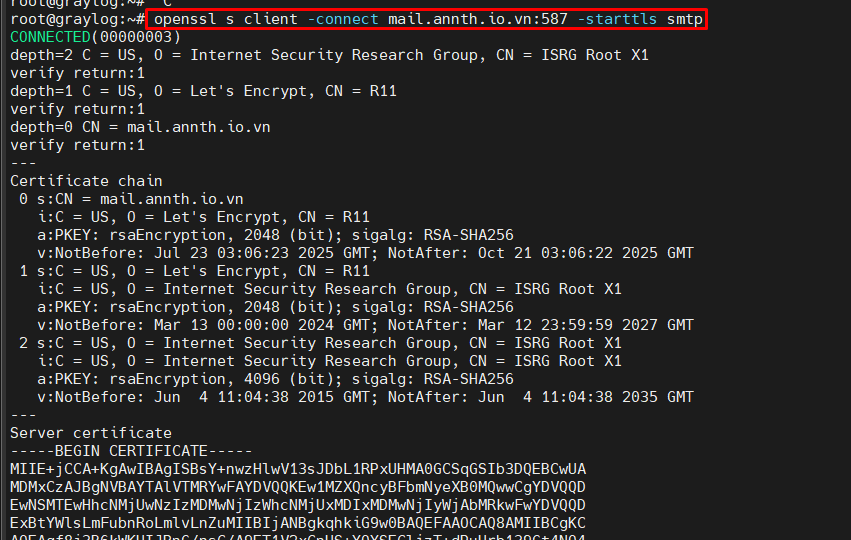 root@graylog:~# ^C
root@graylog:~# openssl s_client -connect mail.annth.io.vn:587 -starttls smtp
CONNECTED(00000003)
depth=2 C = US, O = Internet Security Research Group, CN = ISRG Root X1
verify return:1
depth=1 C = US, O = Let's Encrypt, CN = R11
verify return:1
depth=0 CN = mail.annth.io.vn
verify return:1
---
Certificate chain
 0 s:CN = mail.annth.io.vn
   i:C = US, O = Let's Encrypt, CN = R11
   a:PKEY: rsaEncryption, 2048 (bit); sigalg: RSA-SHA256
   v:NotBefore: Jul 23 03:06:23 2025 GMT; NotAfter: Oct 21 03:06:22 2025 GMT
 1 s:C = US, O = Let's Encrypt, CN = R11
   i:C = US, O = Internet Security Research Group, CN = ISRG Root X1
   a:PKEY: rsaEncryption, 2048 (bit); sigalg: RSA-SHA256
   v:NotBefore: Mar 13 00:00:00 2024 GMT; NotAfter: Mar 12 23:59:59 2027 GMT
 2 s:C = US, O = Internet Security Research Group, CN = ISRG Root X1
   i:C = US, O = Internet Security Research Group, CN = ISRG Root X1
   a:PKEY: rsaEncryption, 4096 (bit); sigalg: RSA-SHA256
   v:NotBefore: Jun  4 11:04:38 2015 GMT; NotAfter: Jun  4 11:04:38 2035 GMT
---
Server certificate
-----BEGIN CERTIFICATE-----
MIIE+jCCA+KgAwIBAgISBsY+nwzHlwV13sJDbL1RPxUHMA0GCSqGSIb3DQEBCwUA
MDMxCzAJBgNVBAYTAlVTMRYwFAYDVQQKEw1MZXQncyBFbmNyeXB0MQwwCgYDVQQD
EwNSMTEwHhcNMjUwNzIzMDMwNjIzWhcNMjUxMDIxMDMwNjIyWjAbMRkwFwYDVQQD
ExBtYWlsLmFubnRoLmlvLnZuMIIBIjANBgkqhkiG9w0BAQEFAAOCAQ8AMIIBCgKC